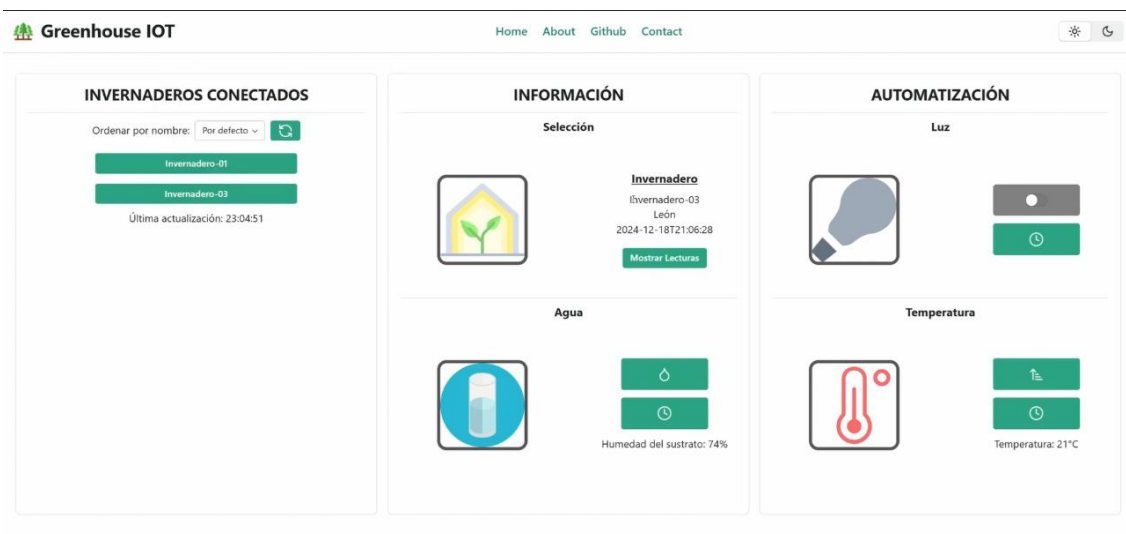 Greenhouse IOT
Home About Github Contact
INVERNADEROS CONECTADOS
Ordenar por nombre: Por defecto
Invernadero-01
Invernadero-03
Última actualización: 23:04:51
INFORMACIÓN
Selección
Invernadero
Invernadero-03
León
2024-12-18T21:06:28
Mostrar Lecturas
Agua
Humedad del sustrato: 74%
AUTOMATIZACIÓN
Luz
Temperatura
Temperatura: 21°C